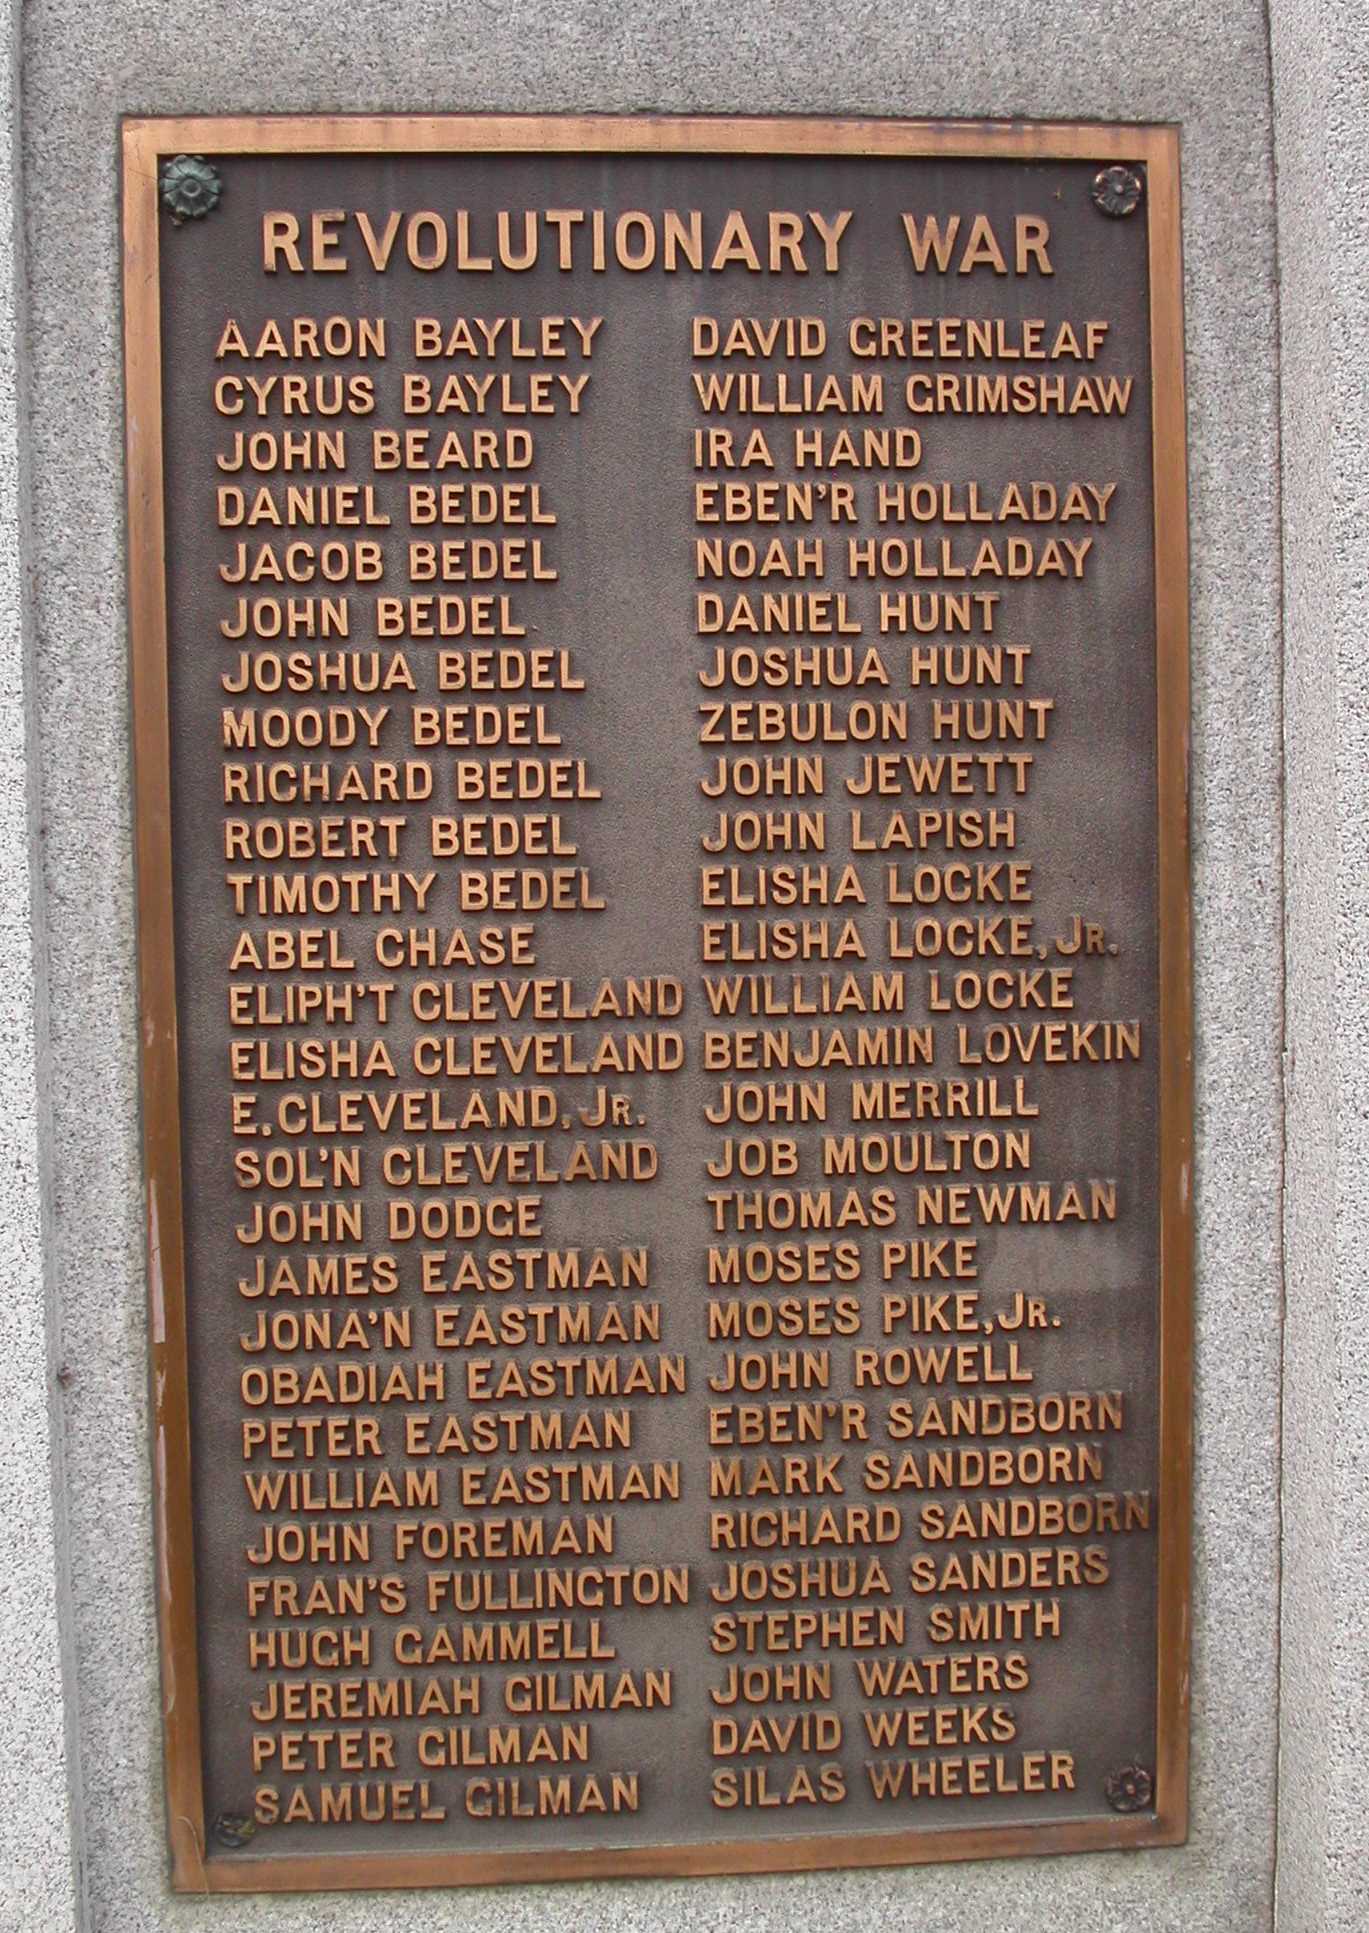 REVOLUTIONARY WAR
AARON BAYLEY
CYRUS BAYLEY
JOHN BEARD
DANIEL BEDEL
JACOB BEDEL
JOHN BEDEL
JOSHUA BEDEL
MOODY BEDEL
RICHARD BEDEL
ROBERT BEDEL
TIMOTHY BEDEL
ABEL CHASE
ELIPH'T CLEVELAND
ELISHA CLEVELAND
E. CLEVELAND, JR.
SOL'N CLEVELAND
JOHN DODGE
JAMES EASTMAN
JONA'N EASTMAN
OBADIAH EASTMAN
PETER EASTMAN
WILLIAM EASTMAN
JOHN FOREMAN
FRAN'S FULLINGTON
HUGH GAMMELL
JEREMIAH GILMAN
PETER GILMAN
SAMUEL GILMAN
DAVID GREENLEAF
WILLIAM GRIMSHAW
IRA HAND
EBEN'R HOLLADAY
NOAH HOLLADAY
DANIEL HUNT
JOSHUA HUNT
ZEBULON HUNT
JOHN JEWETT
JOHN LAPISH
ELISHA LOCKE
ELISHA LOCKE, JR.
WILLIAM LOCKE
BENJAMIN LOVEKIN
JOHN MERRILL
JOB MOULTON
THOMAS NEWMAN
MOSES PIKE
MOSES PIKE, JR.
JOHN ROWELL
EBEN'R SANDBORN
MARK SANDBORN
RICHARD SANDBORN
JOSHUA SANDERS
STEPHEN SMITH
JOHN WATERS
DAVID WEEKS
SILAS WHEELER